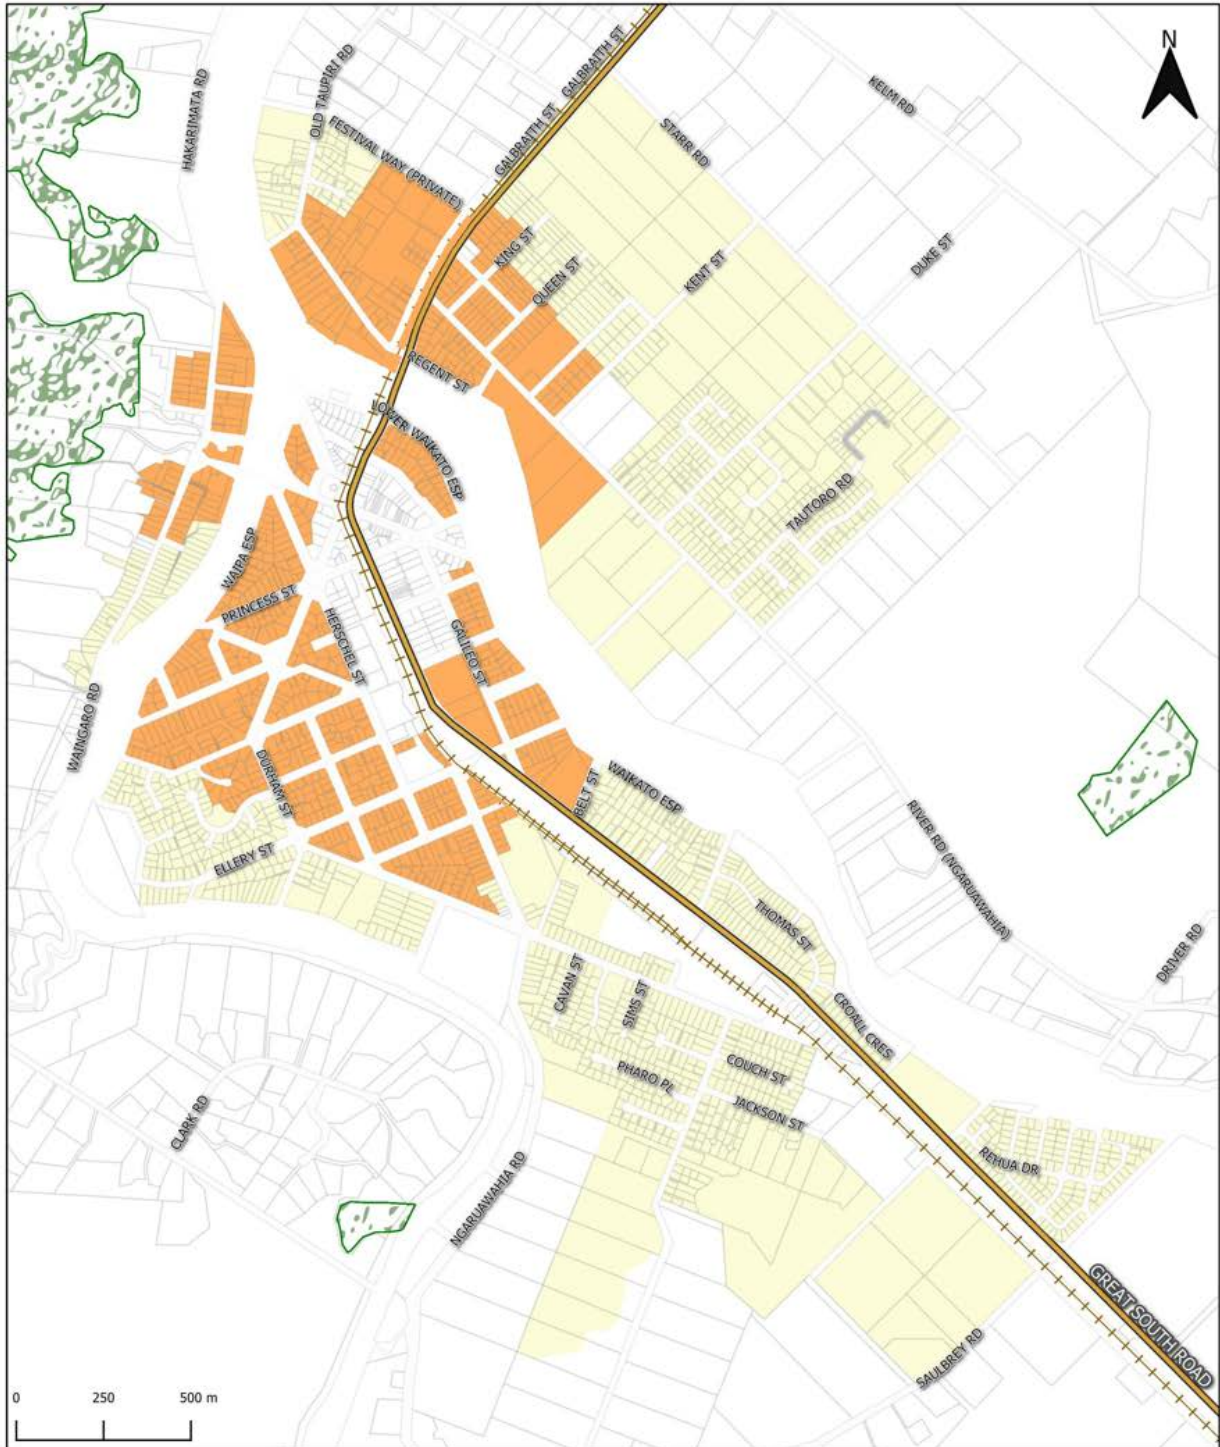 N
GALBRAITH ST
OLD TAUPIRI RD
HAKARIMATA RD
KELM RD
FESTIVAL WAY (PRIVATE)
GALBRAITH ST
STARR RD
KING ST
DUKE ST
QUEEN ST
KENT ST
REGENT ST
LOWER WAIKATO ESP
TAUTORO RD
WAIPA ESP
PRINCESS ST
HERSCHEL ST
GALILEO ST
WAINGARO RD
DURHAM ST
BELT ST
WAIKATO ESP
RIVER RD (NGARUAWAHIA)
ELLERY ST
THOMAS ST
DRIVER RD
CAVAN ST
SIMS ST
CROALL CRES
COUCH ST
PHARO PL
JACKSON ST
CLARK RD
REHUA DR
NGARUAWAHIA RD
GREAT SOUTH ROAD
SAULBREY RD
0 250 500 m